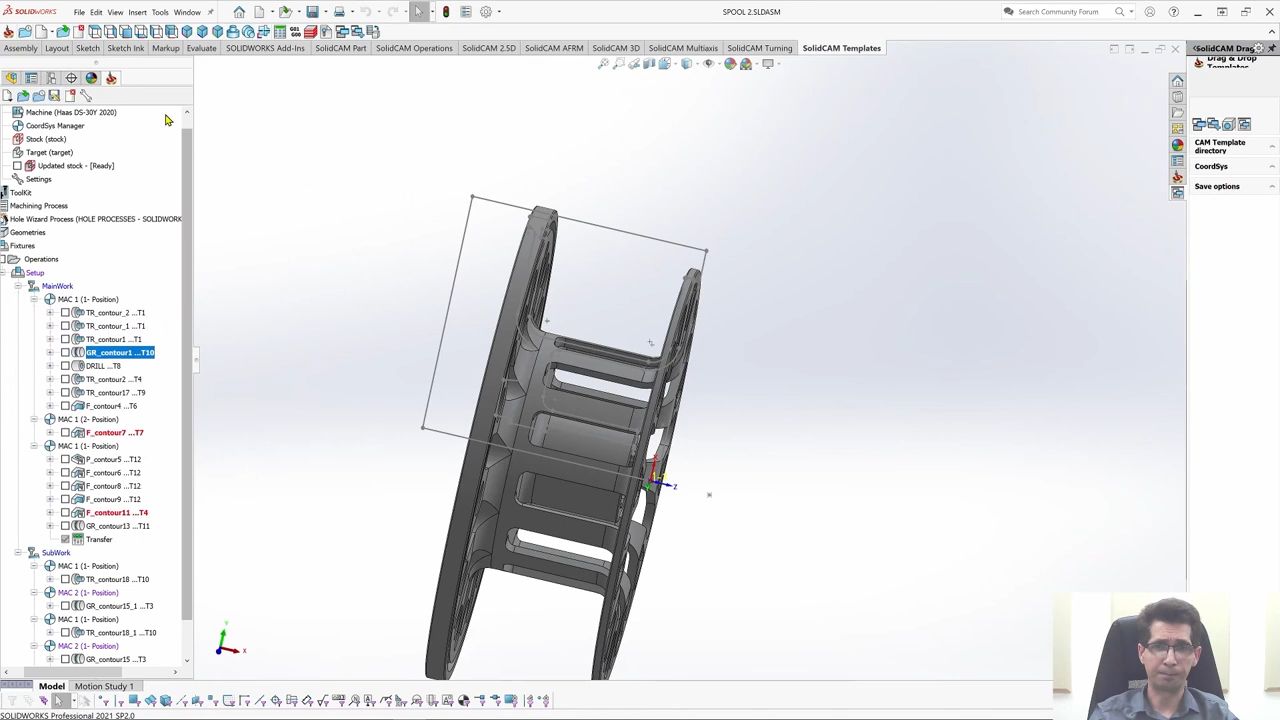 SOLIDWORKS File Edit View Insert Tools Window SPOOL 2.SLDASM Search Community Forum
Assembly Layout Sketch Sketch Ink Markup Evaluate SOLIDWORKS Add-Ins SolidCAM Part SolidCAM Operations SolidCAM 2.5D SolidCAM AFRM SolidCAM 3D SolidCAM Multiaxis SolidCAM Turning SolidCAM Templates
SolidCAM Drag...
Drag & Drop
Templates
Machine (Haas DS-30Y 2020)
CoordSys Manager
Stock (stock)
Target (target)
Updated stock - [Ready]
Settings
ToolKit
Machining Process
Hole Wizard Process (HOLE PROCESSES - SOLIDWORK
Geometries
Fixtures
Operations
Setup
MainWork
MAC 1 (1- Position)
TR_contour_2 ...T1
TR_contour_1 ...T1
TR_contour1 ...T1
GR_contour1 ...T10
DRILL ...T8
TR_contour2 ...T4
TR_contour17 ...T9
F_contour4 ...T6
MAC 1 (2- Position)
F_contour7 ...T7
MAC 1 (1- Position)
P_contour5 ...T12
F_contour6 ...T12
F_contour8 ...T12
F_contour9 ...T12
F_contour11 ...T4
GR_contour13 ...T11
Transfer
SubWork
MAC 1 (1- Position)
TR_contour18 ...T10
MAC 2 (1- Position)
GR_contour15_1 ...T3
MAC 1 (1- Position)
TR_contour18_1 ...T10
MAC 2 (1- Position)
GR_contour15 ...T3
CAM Template
directory
CoordSys
Save options
Z
Y
X
Model Motion Study 1
SOLIDWORKS Professional 2021 SP2.0